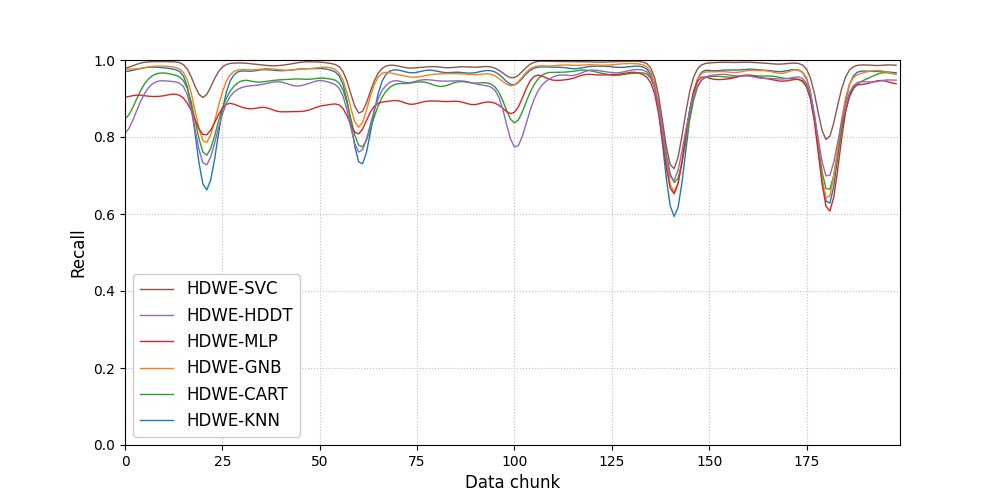 1.0
0.8
0.6
0.4
0.2
0.0
Recall
HDWE-SVC
HDWE-HDDT
HDWE-MLP
HDWE-GNB
HDWE-CART
HDWE-KNN
0 25 50 75 100 125 150 175
Data chunk